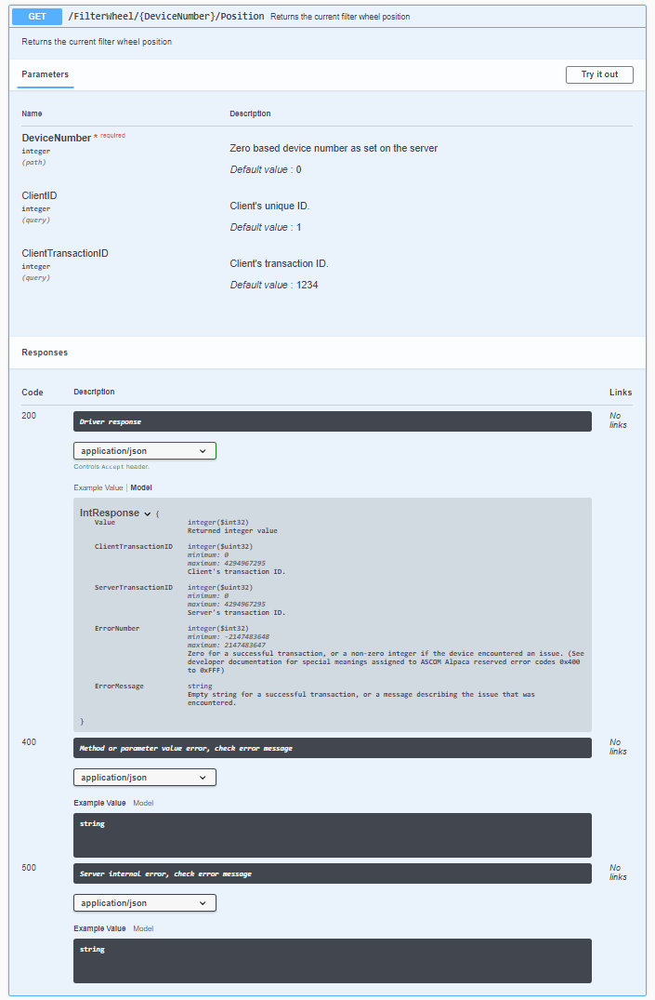 GET /FilterWheel/{DeviceNumber}/Position Returns the current filter wheel position
Returns the current filter wheel position
Parameters
Try it out
Name Description
DeviceNumber * required
integer
(path)
Zero based device number as set on the server
Default value : 0
ClientID
integer
(query)
Client's unique ID.
Default value : 1
ClientTransactionID
integer
(query)
Client's transaction ID.
Default value : 1234
Responses
Code Description Links
200 Driver response No links
application/json
Controls Accept header.
Example Value | Model
IntResponse {
Value integer($int32)
Returned integer value
ClientTransactionID integer($uint32)
minimum: 0
maximum: 4294967295
Client's transaction ID.
ServerTransactionID integer($uint32)
minimum: 0
maximum: 4294967295
Server's transaction ID.
ErrorNumber integer($int32)
minimum: -2147483648
maximum: 2147483647
Zero for a successful transaction, or a non-zero integer if the device encountered an issue. (See
developer documentation for special meanings assigned to ASCOM Alpaca reserved error codes 0x400
to 0xFFF)
ErrorMessage string
Empty string for a successful transaction, or a message describing the issue that was
encountered.
}
400 Method or parameter value error, check error message No links
application/json
Example Value Model
string
500 Server internal error, check error message No links
application/json
Example Value Model
string